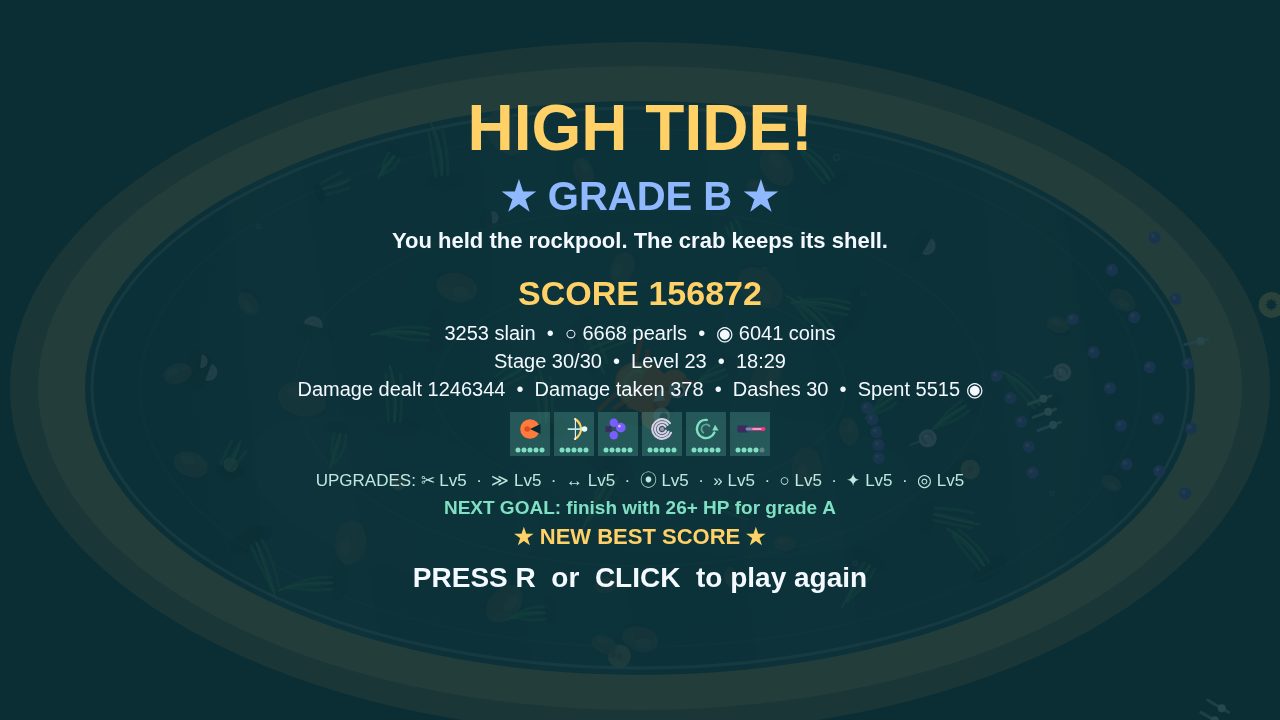 HIGH TIDE!
★ GRADE B ★
You held the rockpool. The crab keeps its shell.
SCORE 156872
3253 slain • ○ 6668 pearls • ◉ 6041 coins
Stage 30/30 • Level 23 • 18:29
Damage dealt 1246344 • Damage taken 378 • Dashes 30 • Spent 5515 ◉
UPGRADES: ✂ Lv5 · ≫ Lv5 · ↔ Lv5 · ⦿ Lv5 · » Lv5 · ○ Lv5 · ✦ Lv5 · ◎ Lv5
NEXT GOAL: finish with 26+ HP for grade A
★ NEW BEST SCORE ★
PRESS R or CLICK to play again